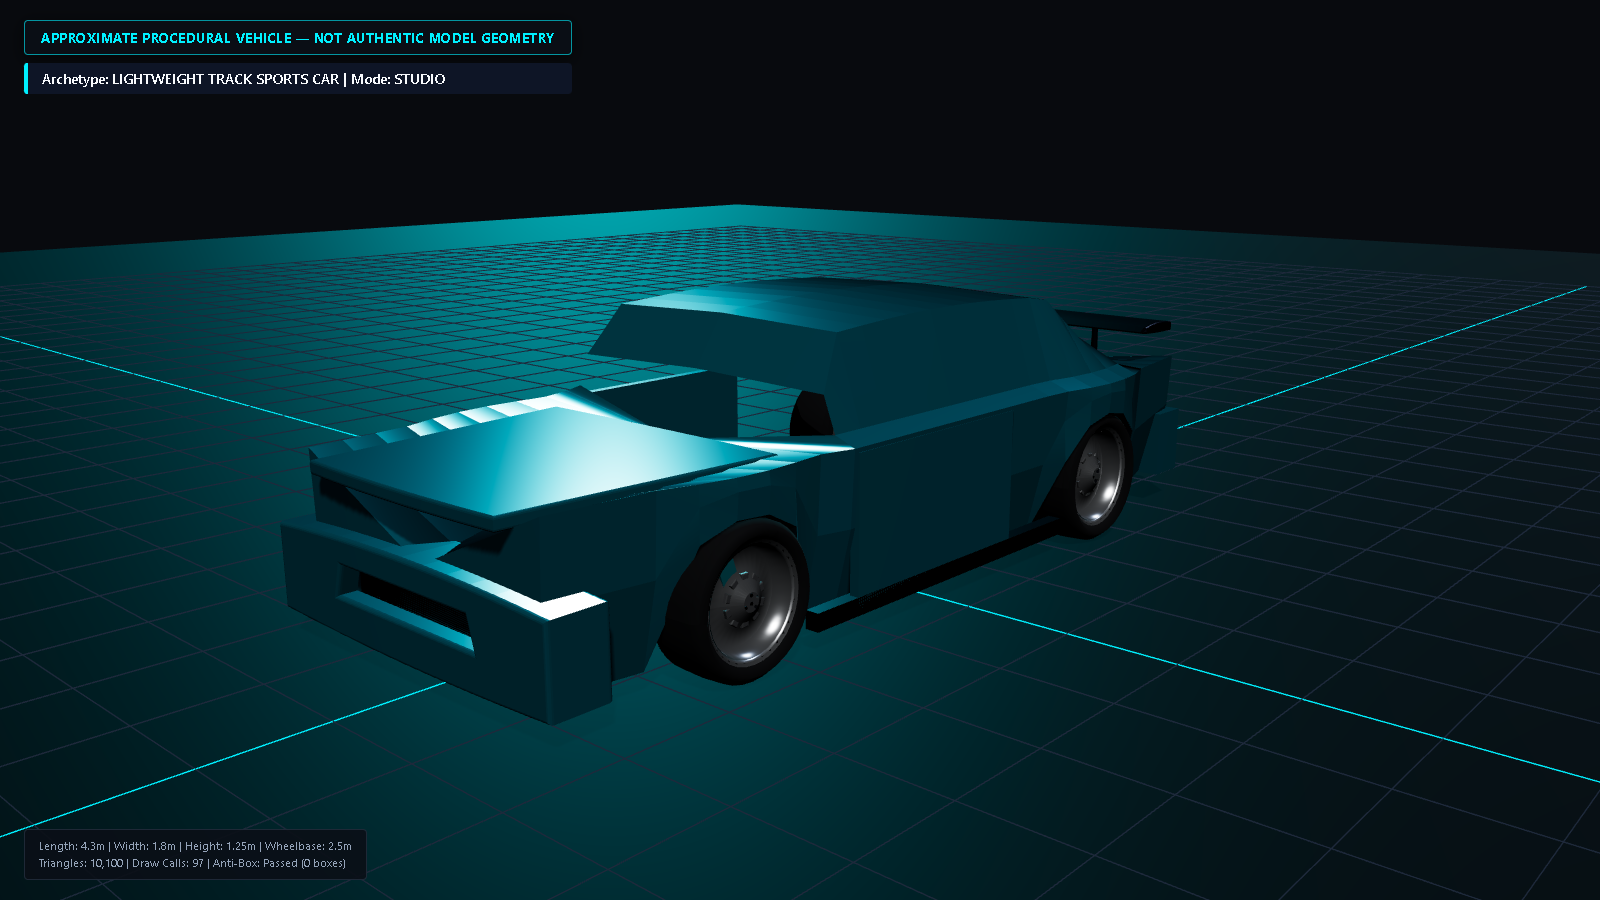 APPROXIMATE PROCEDURAL VEHICLE — NOT AUTHENTIC MODEL GEOMETRY
Archetype: LIGHTWEIGHT TRACK SPORTS CAR | Mode: STUDIO
Length: 4.3m | Width: 1.8m | Height: 1.25m | Wheelbase: 2.5m
Triangles: 10,100 | Draw Calls: 97 | Anti-Box: Passed (0 boxes)